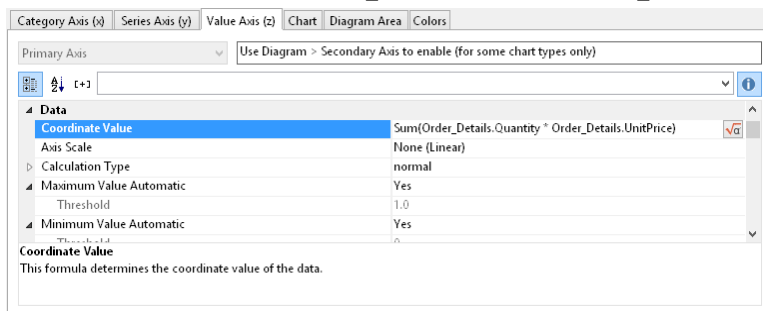 Category Axis (x) Series Axis (y) Value Axis (z) Chart Diagram Area Colors
Primary Axis Use Diagram > Secondary Axis to enable (for some chart types only)
Data
Coordinate Value Sum(Order_Details.Quantity * Order_Details.UnitPrice)
Axis Scale None (Linear)
Calculation Type normal
Maximum Value Automatic Yes
Threshold 1.0
Minimum Value Automatic Yes
Threshold 0
Coordinate Value
This formula determines the coordinate value of the data.